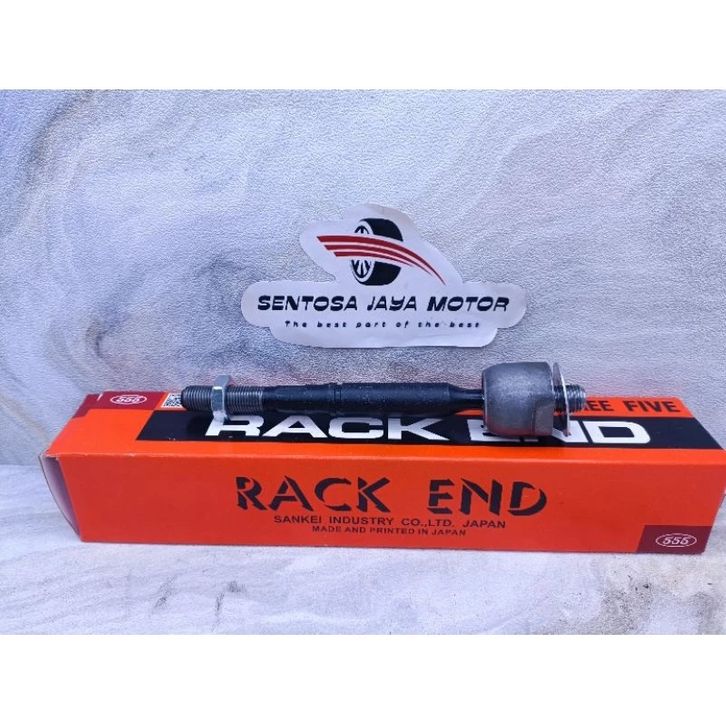 SENTOSA JAYA MOTOR
The best part of the best
555
RACK END
FIVE
RACK END
SANKEI INDUSTRY CO.,LTD. JAPAN
MADE AND PRINTED IN JAPAN
555